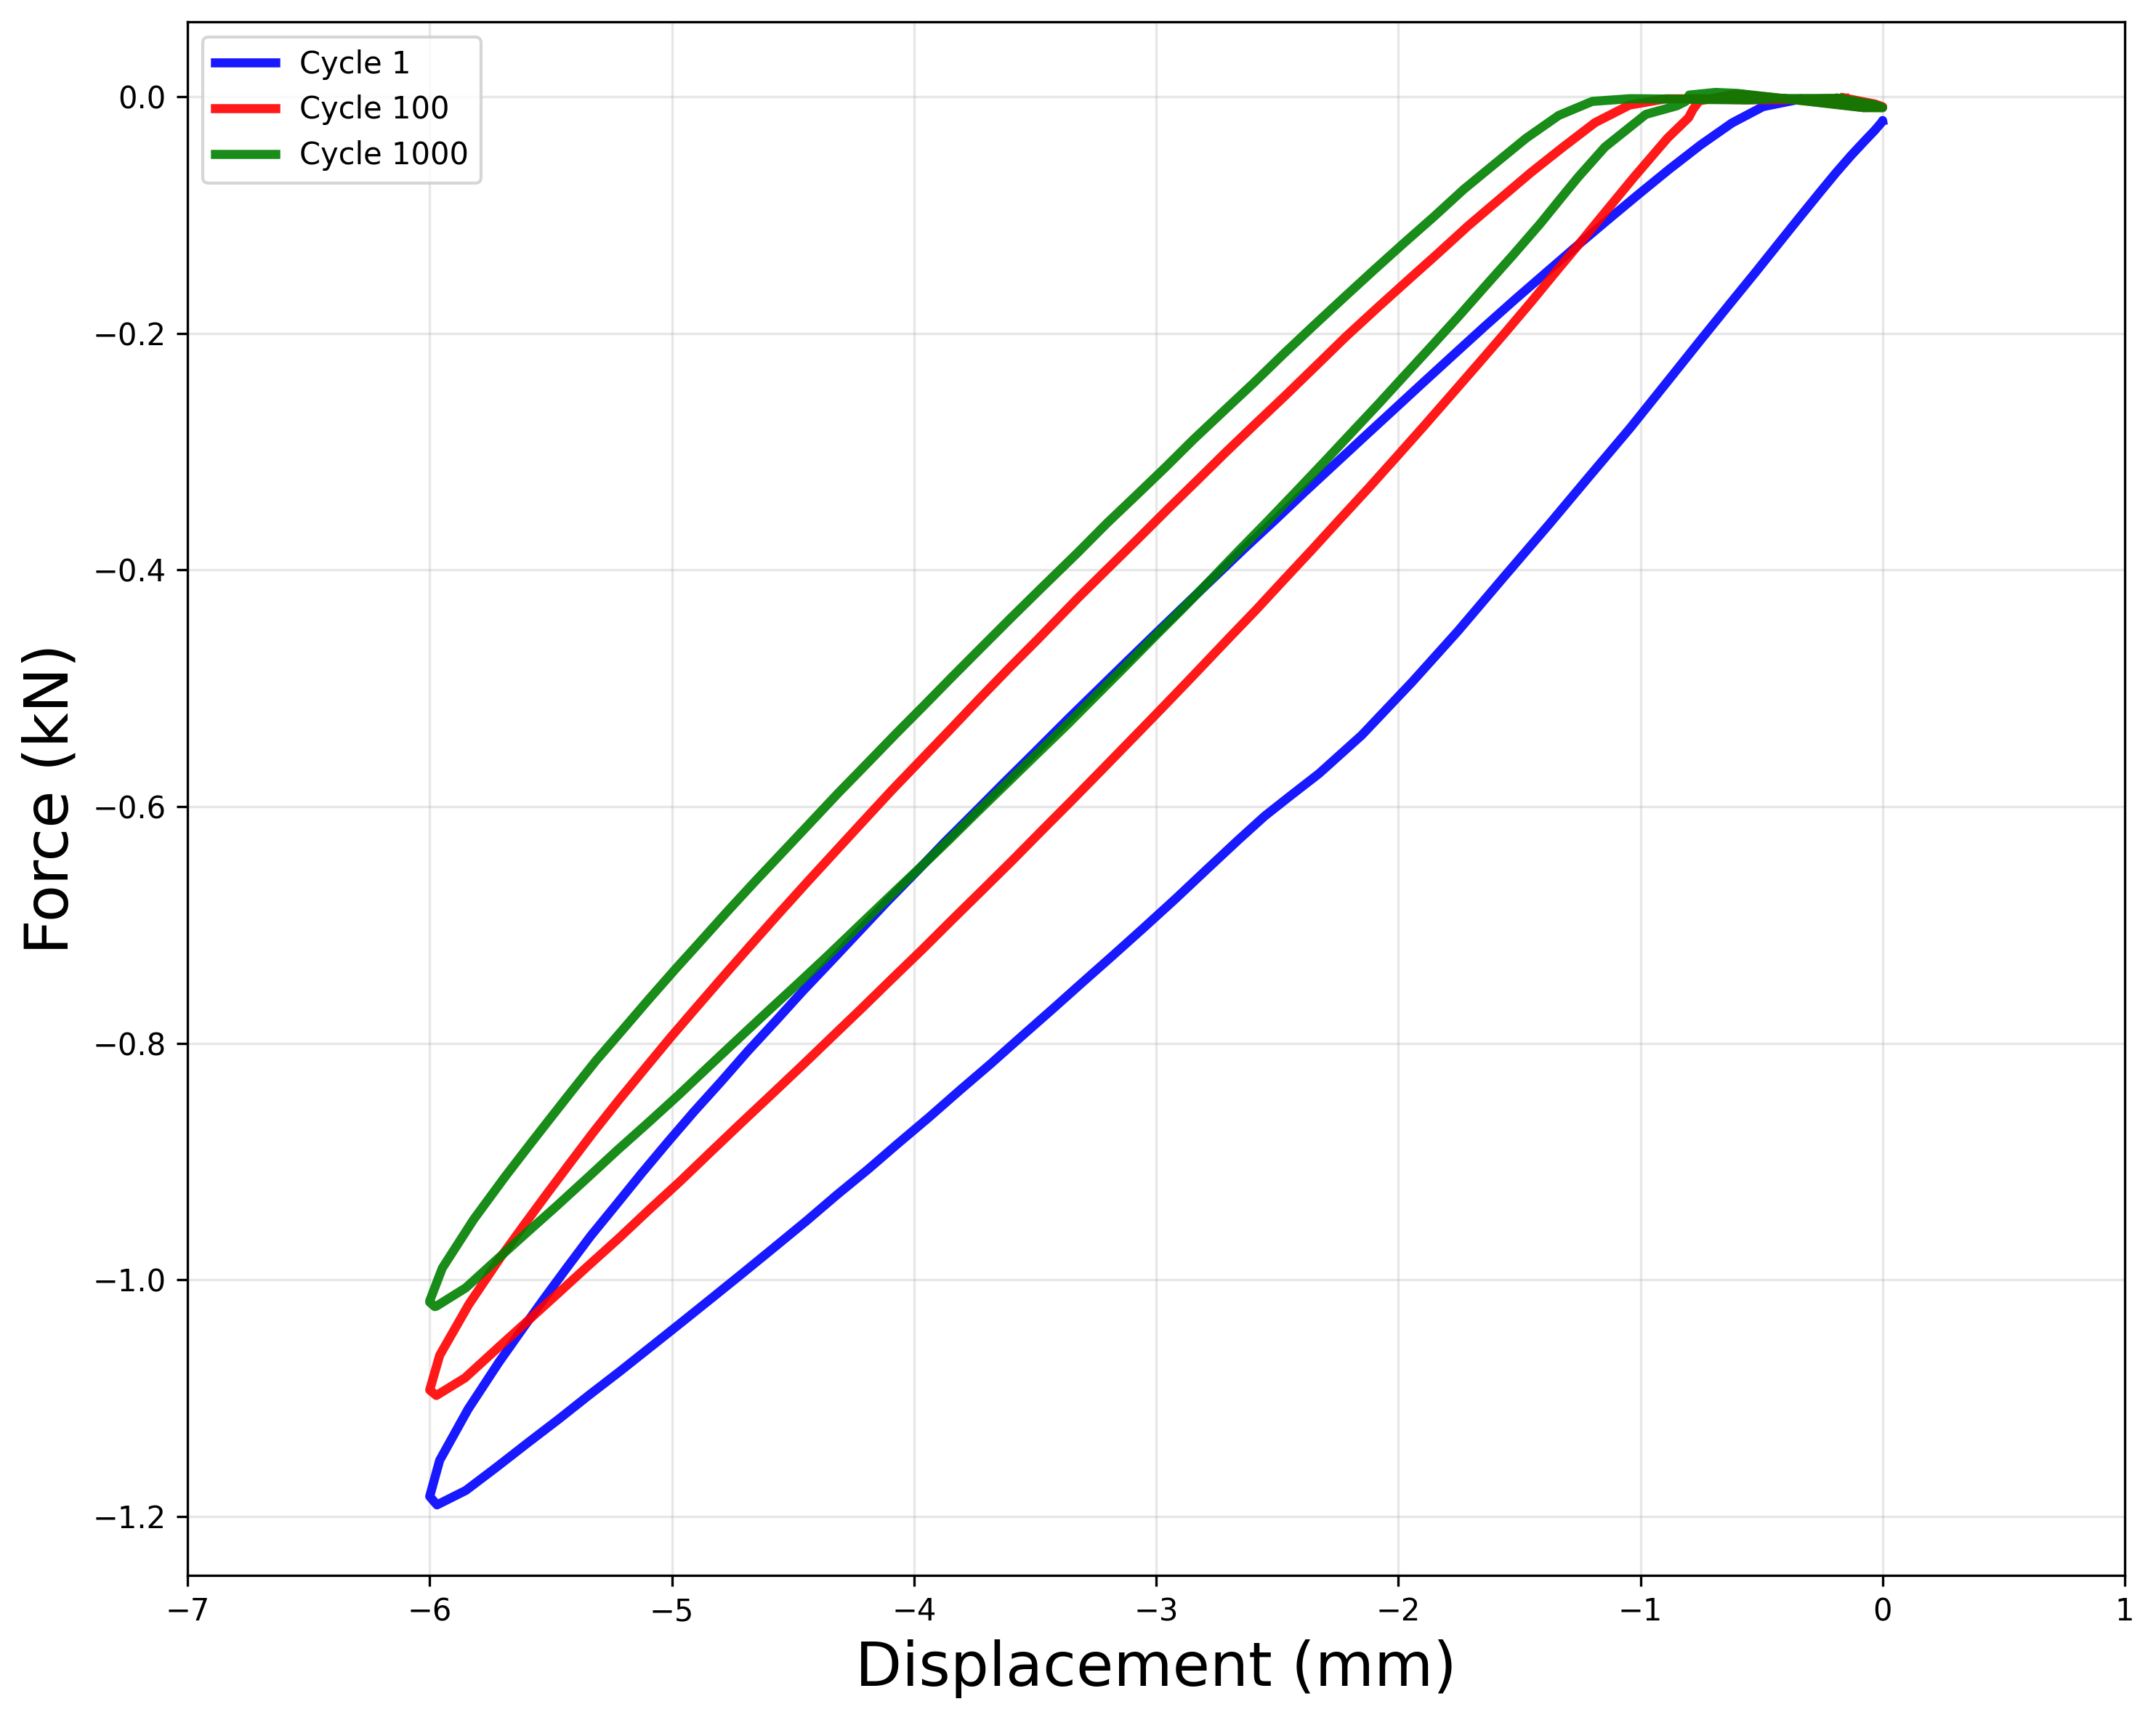 Cycle 1
Cycle 100
Cycle 1000
0.0
−0.2
−0.4
−0.6
−0.8
−1.0
−1.2
Force (kN)
−7 −6 −5 −4 −3 −2 −1 0 1
Displacement (mm)